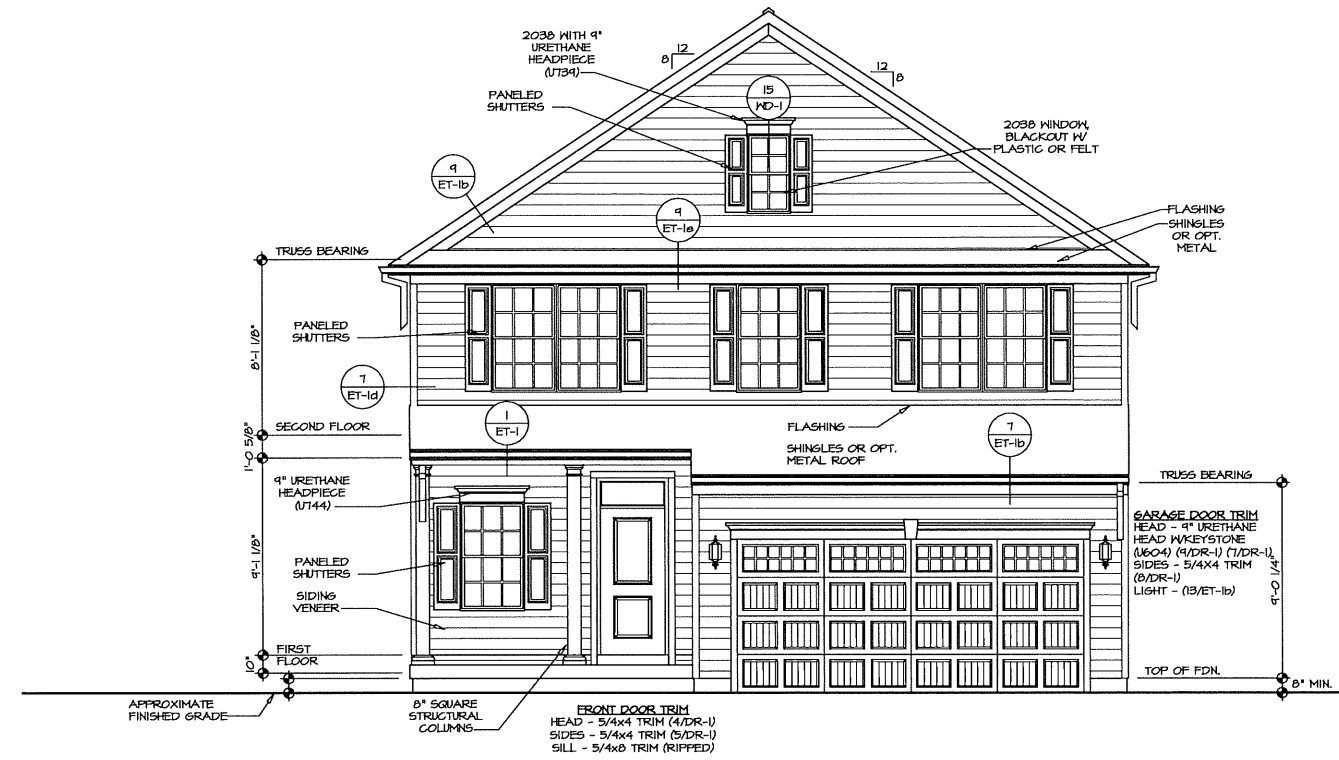 2038 WITH 9"
URETHANE
HEADPIECE
(U739)
12
8
12
8
PANELED
SHUTTERS
15
WD-1
2038 WINDOW,
BLACKOUT W/
PLASTIC OR FELT
9
ET-1b
9
ET-1a
FLASHING
SHINGLES
OR OPT.
METAL
TRUSS BEARING
PANELED
SHUTTERS
8'-1 1/8"
7
ET-1d
1
ET-1
FLASHING
7
ET-1b
SECOND FLOOR
1'-0 5/8"
SHINGLES OR OPT.
METAL ROOF
TRUSS BEARING
9" URETHANE
HEADPIECE
(U744)
GARAGE DOOR TRIM
HEAD - 9" URETHANE
HEAD W/KEYSTONE
(U604) (9/DR-1) (7/DR-1)
SIDES - 5/4X4 TRIM
(8/DR-1)
LIGHT - (13/ET-1b)
9'-1 1/8"
PANELED
SHUTTERS
9'-0 1/4"
SIDING
VENEER
FIRST
FLOOR
10"
TOP OF FDN.
8" MIN.
APPROXIMATE
FINISHED GRADE
8" SQUARE
STRUCTURAL
COLUMNS
FRONT DOOR TRIM
HEAD - 5/4x4 TRIM (4/DR-1)
SIDES - 5/4x4 TRIM (5/DR-1)
SILL - 5/4x8 TRIM (RIPPED)